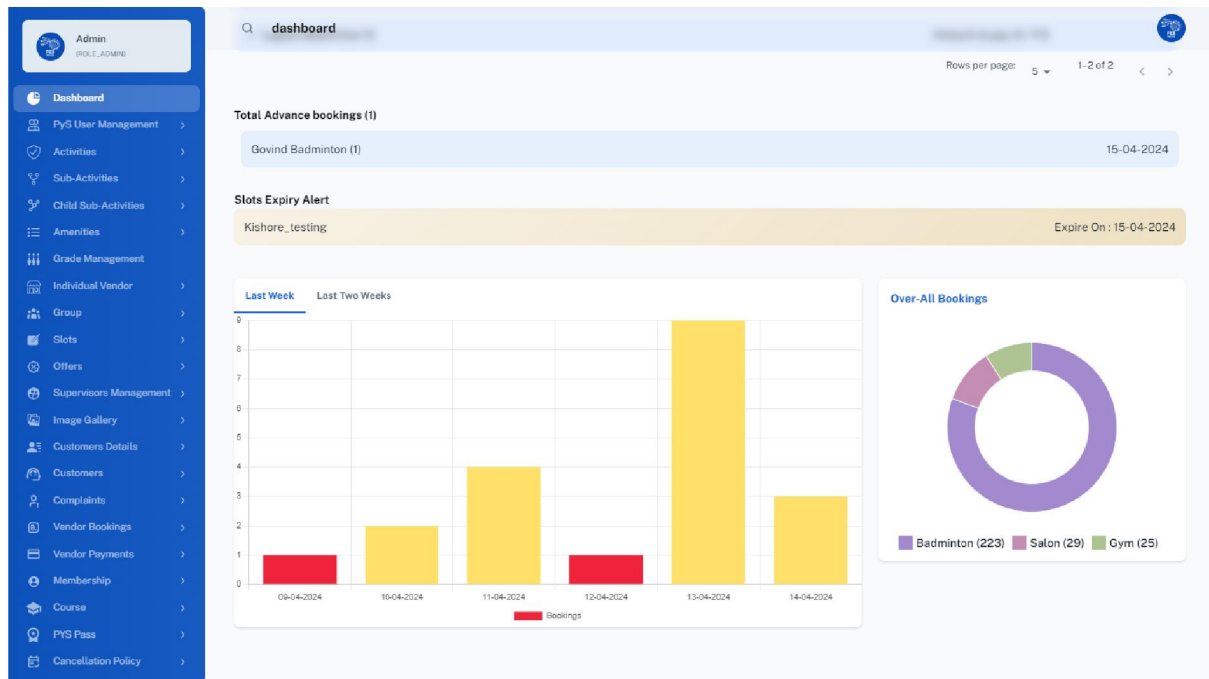 Admin
(ROLE_ADMIN)
Dashboard
PyS User Management
Activities
Sub-Activities
Child Sub-Activities
Amenities
Grade Management
Individual Vendor
Group
Slots
Offers
Supervisors Management
Image Gallery
Customers Details
Customers
Complaints
Vendor Bookings
Vendor Payments
Membership
Course
PYS Pass
Cancellation Policy
dashboard
Rows per page: 5 1-2 of 2
Total Advance bookings (1)
Govind Badminton (1) 15-04-2024
Slots Expiry Alert
Kishore_testing Expire On : 15-04-2024
Last Week Last Two Weeks
9
8
7
6
5
4
3
2
1
0
09-04-2024 10-04-2024 11-04-2024 12-04-2024 13-04-2024 14-04-2024
Bookings
Over-All Bookings
Badminton (223) Salon (29) Gym (25)